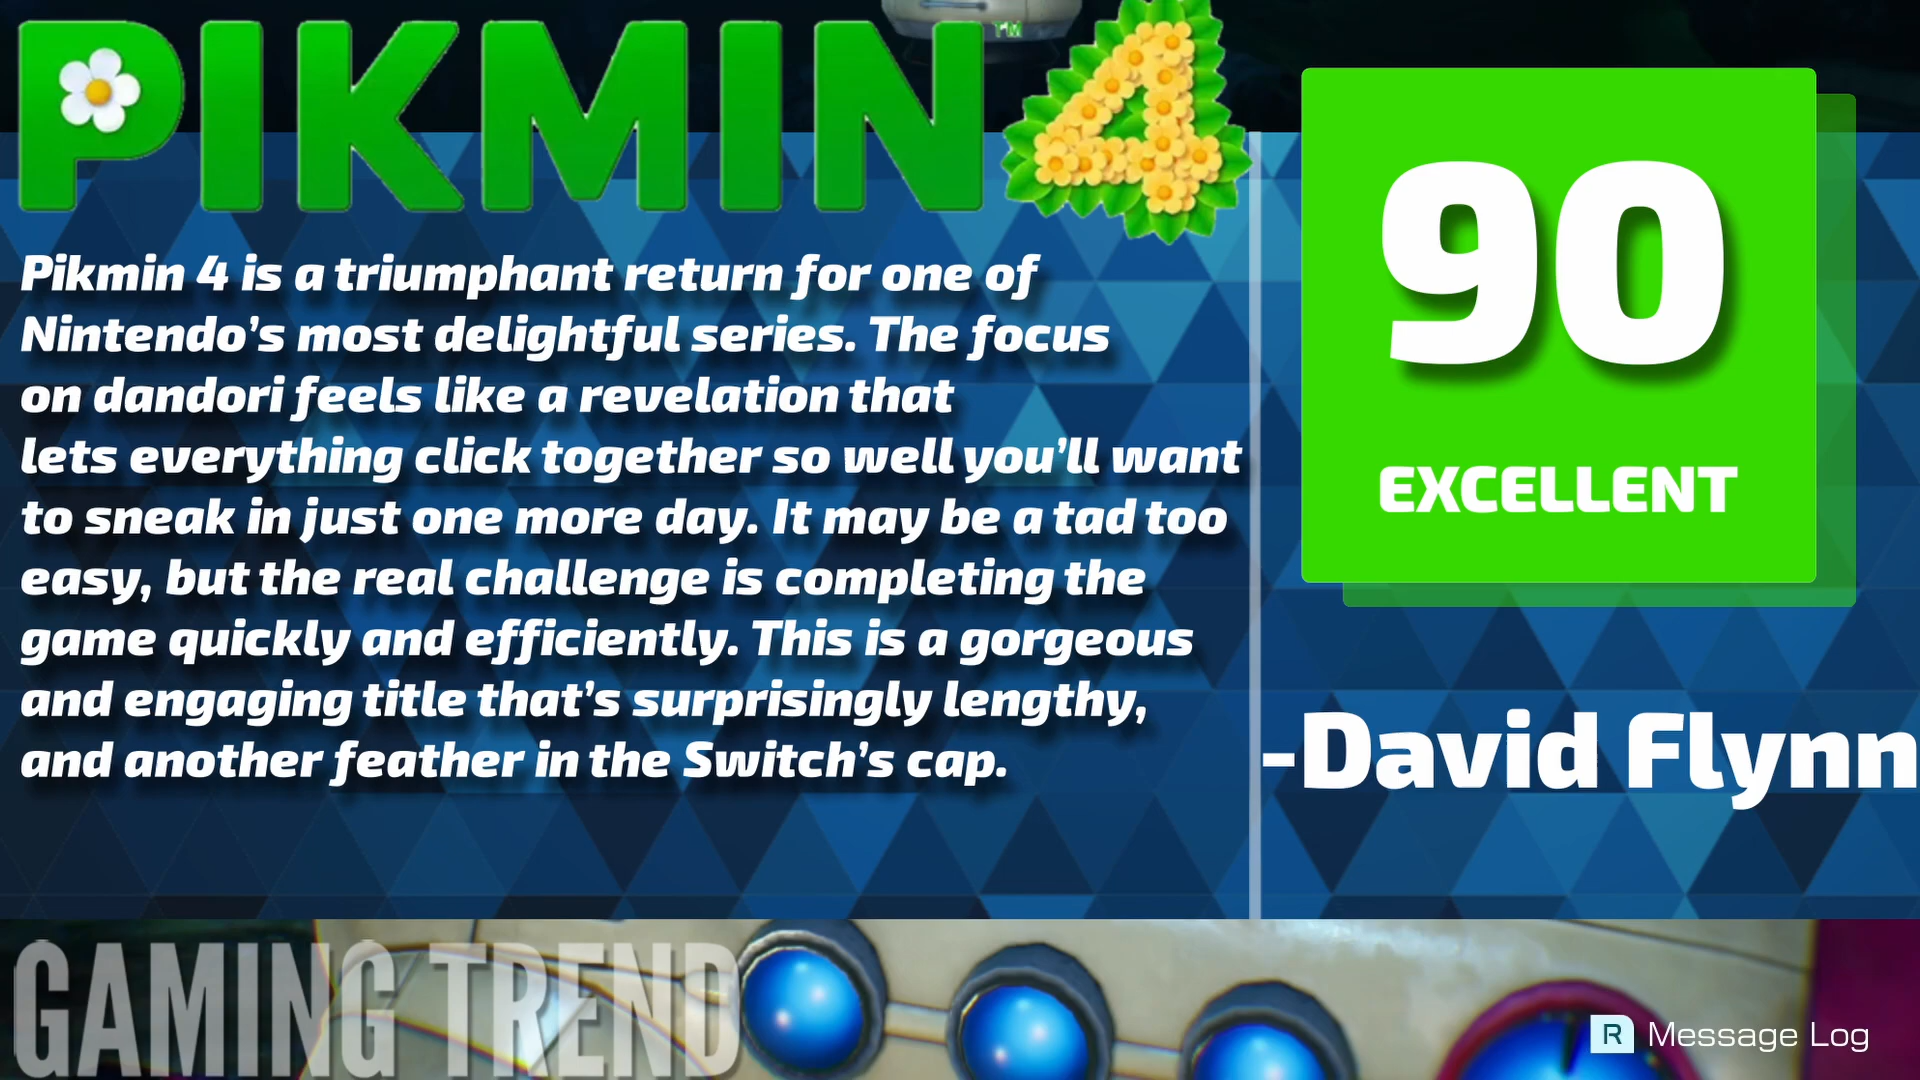 PIKMIN 4
TM
Pikmin 4 is a triumphant return for one of
Nintendo’s most delightful series. The focus
on dandori feels like a revelation that
lets everything click together so well you’ll want
to sneak in just one more day. It may be a tad too
easy, but the real challenge is completing the
game quickly and efficiently. This is a gorgeous
and engaging title that’s surprisingly lengthy,
and another feather in the Switch’s cap.
90
EXCELLENT
-David Flynn
GAMING TREND
R Message Log